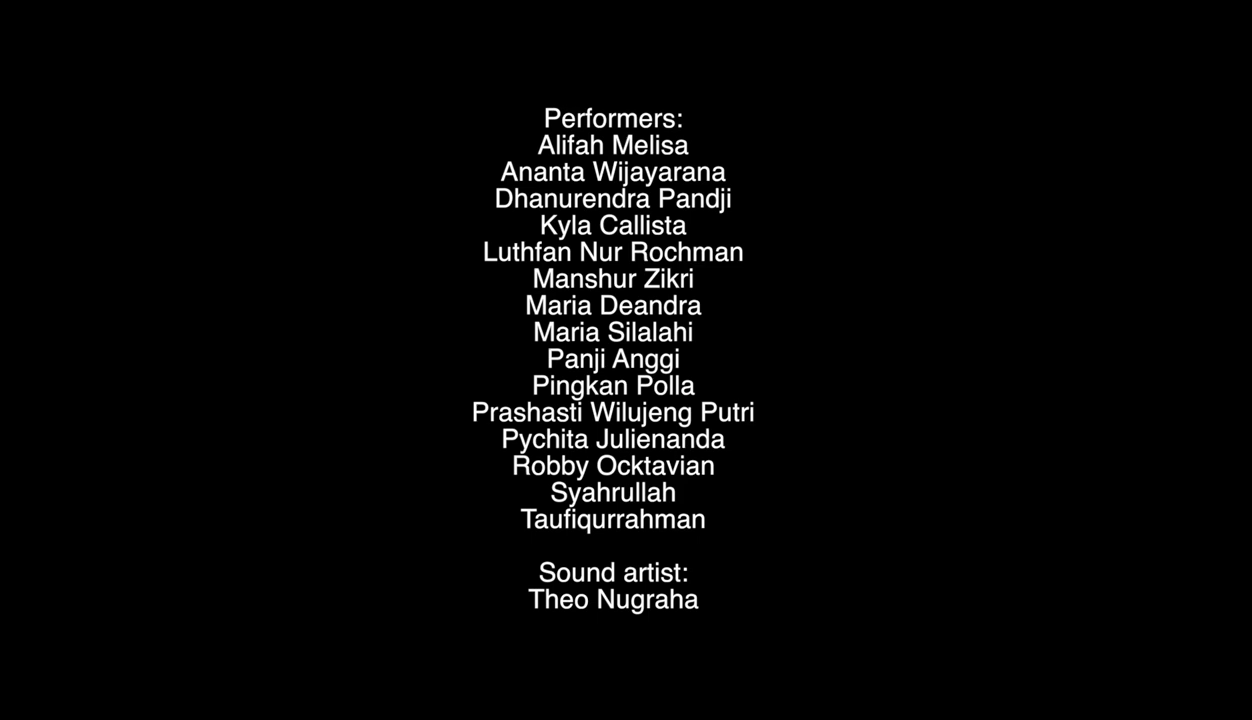 Performers:
Alifah Melisa
Ananta Wijayarana
Dhanurendra Pandji
Kyla Callista
Luthfan Nur Rochman
Manshur Zikri
Maria Deandra
Maria Silalahi
Panji Anggi
Pingkan Polla
Prashasti Wilujeng Putri
Pychita Julienanda
Robby Ocktavian
Syahrullah
Taufiqurrahman
Sound artist:
Theo Nugraha